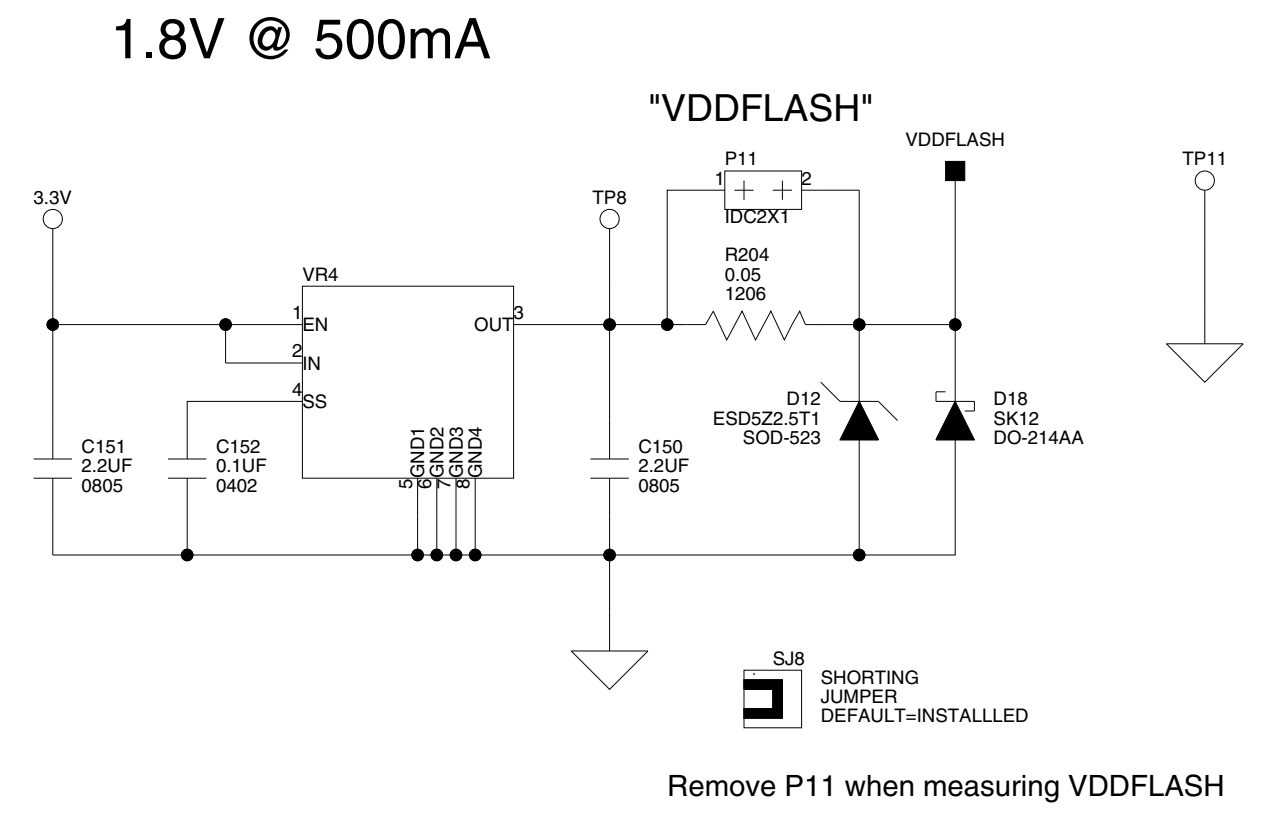 1.8V @ 500mA
"VDDFLASH"
VDDFLASH
P11
1
2
IDC2X1
TP11
3.3V
TP8
R204
0.05
1206
VR4
1
EN
OUT
3
2
IN
4
SS
D12
ESD5Z2.5T1
SOD-523
D18
SK12
DO-214AA
C151
2.2UF
0805
C152
0.1UF
0402
GND1
GND2
GND3
GND4
5
6
7
8
C150
2.2UF
0805
SJ8
SHORTING
JUMPER
DEFAULT=INSTALLLED
Remove P11 when measuring VDDFLASH